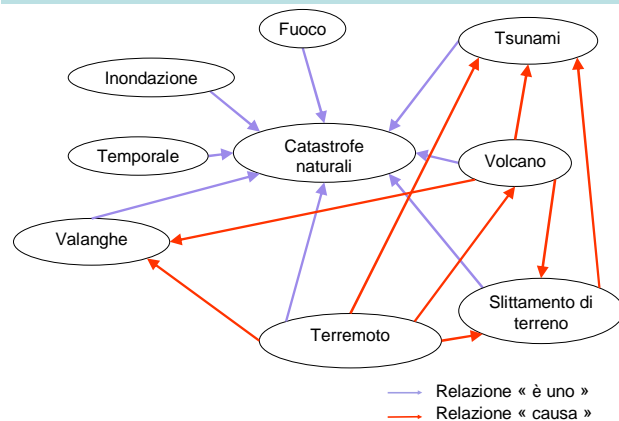 Fuoco
Tsunami
Inondazione
Catastrofe
naturali
Temporale
Volcano
Valanghe
Slittamento di
terreno
Terremoto
Relazione « è uno »
Relazione « causa »